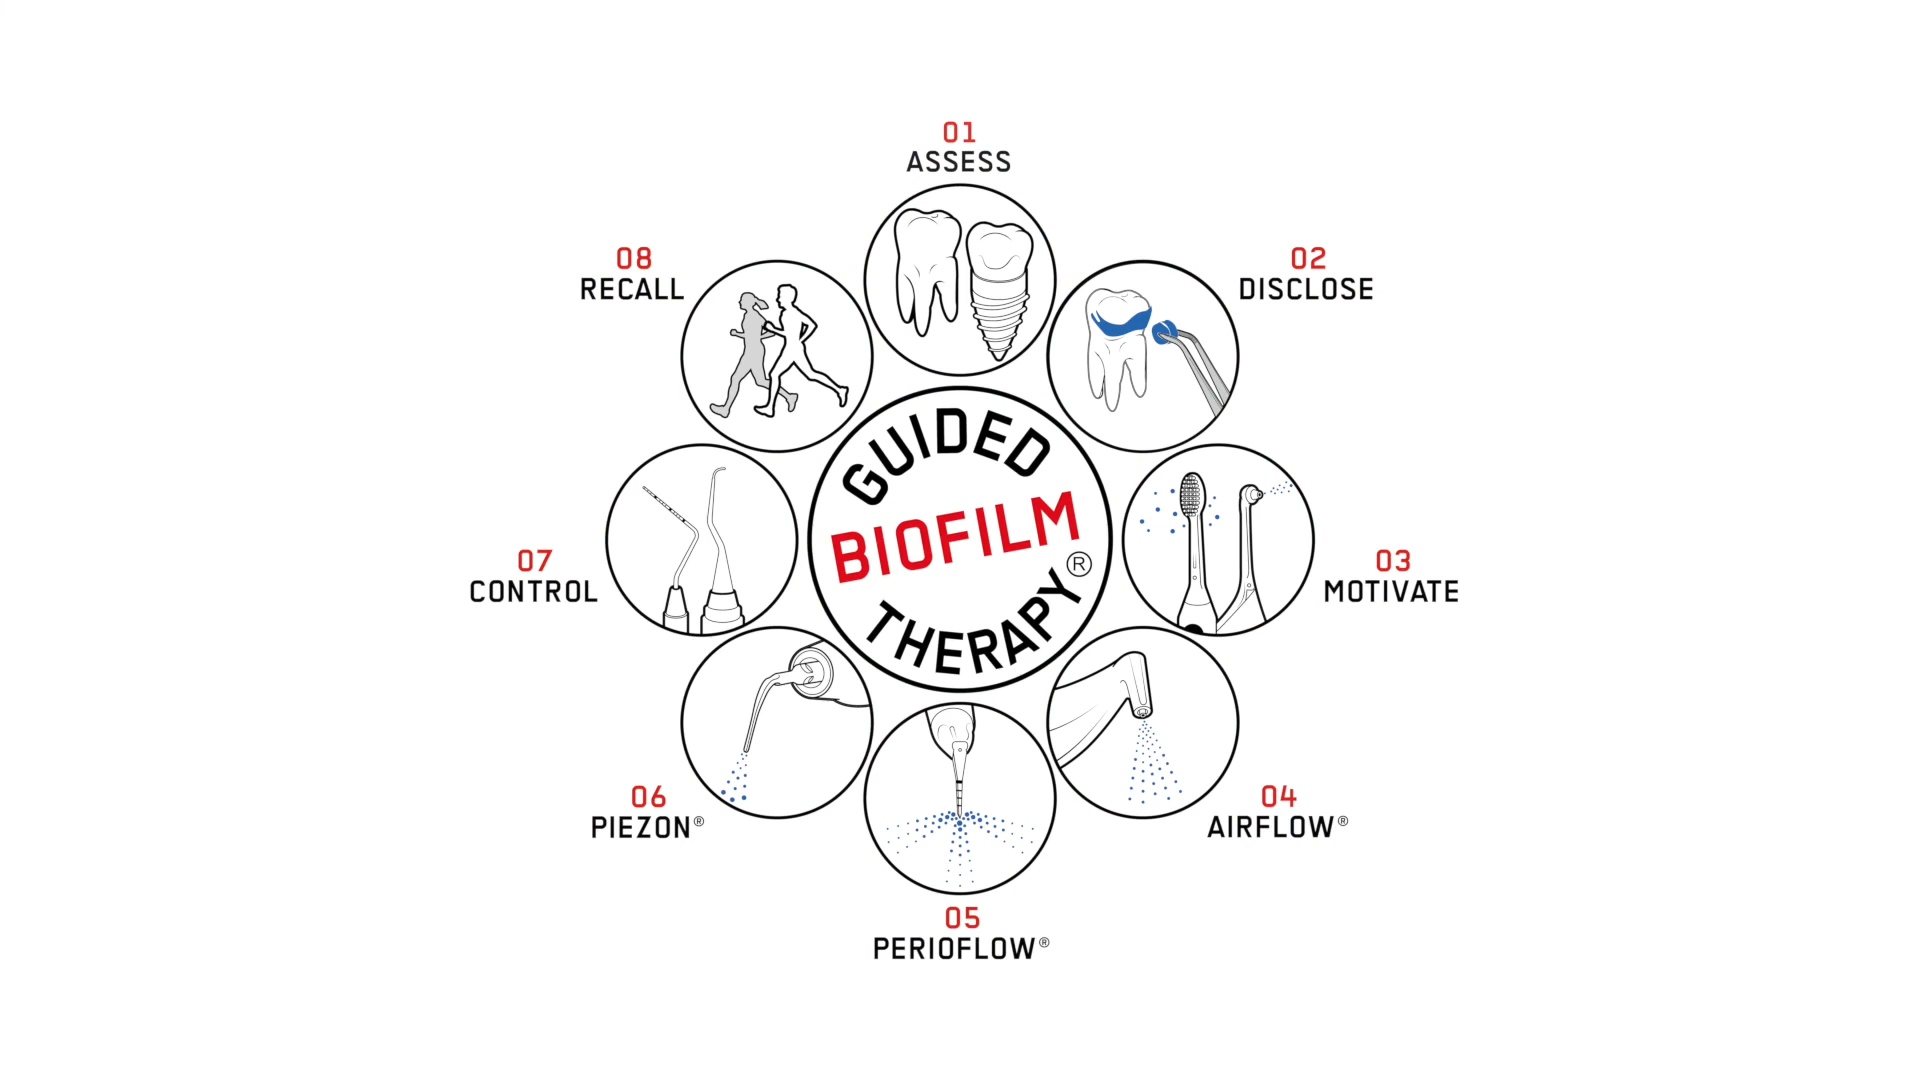 01
ASSESS
02
DISCLOSE
03
MOTIVATE
04
AIRFLOW®
05
PERIOFLOW®
06
PIEZON®
07
CONTROL
08
RECALL
GUIDED
BIOFILM
THERAPY®